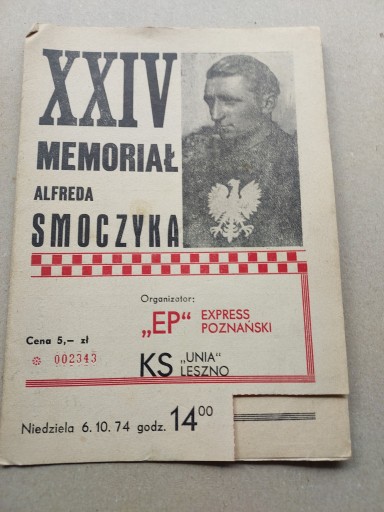 XXIV
MEMORIAŁ
ALFREDA
SMOCZYKA
Organizator:
„EP" EXPRESS
POZNAŃSKI
Cena 5,— zł
002343
KS „UNIA"
LESZNO
Niedziela 6.10.74 godz. 14⁰⁰